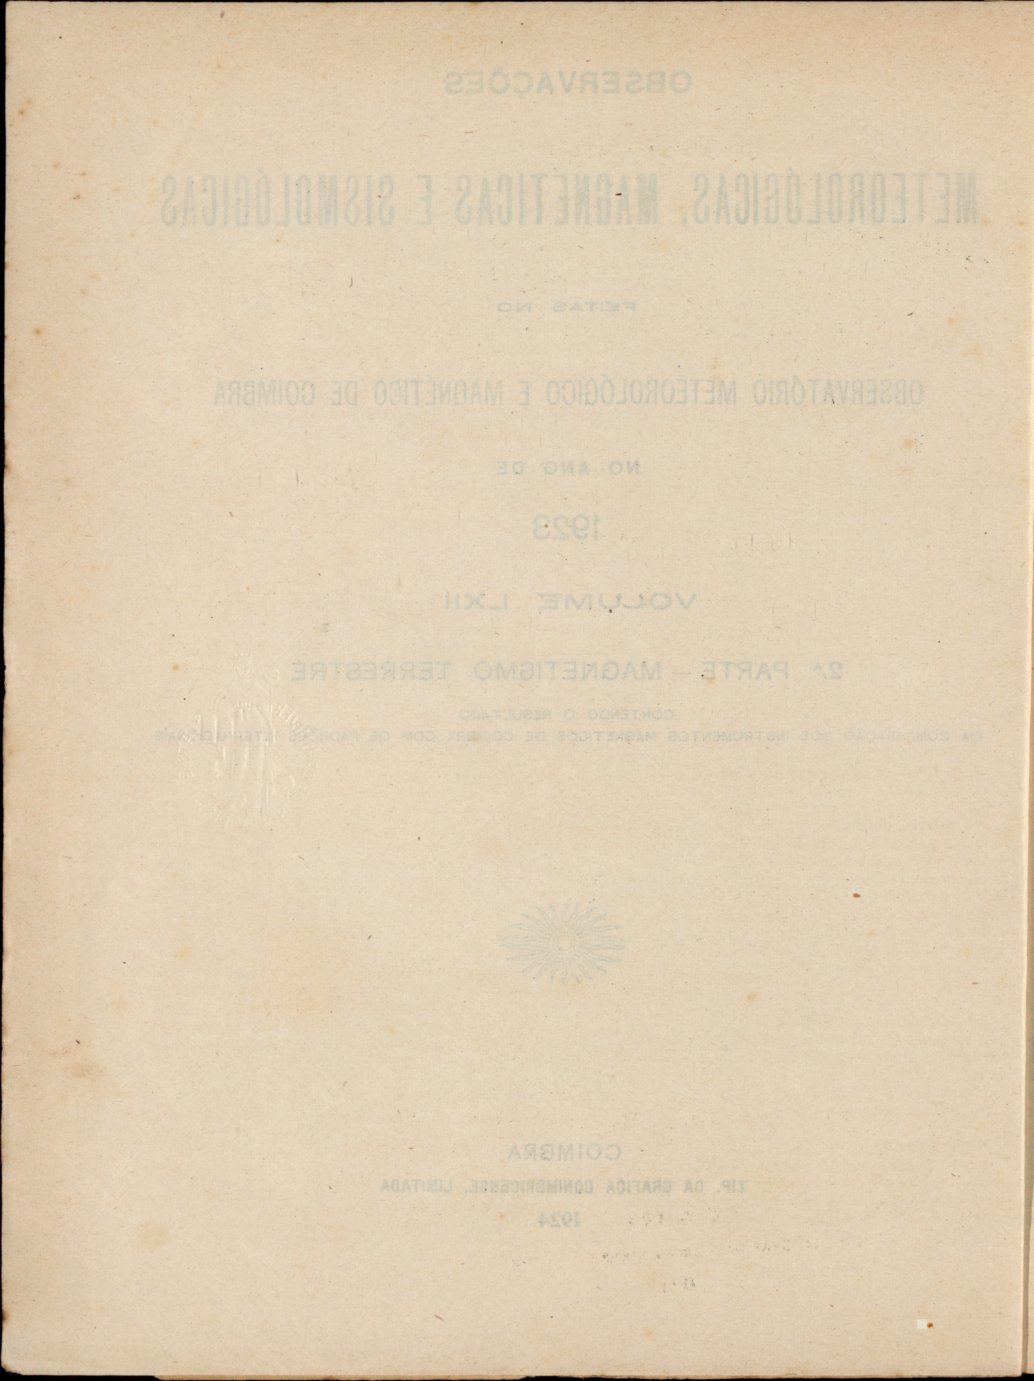 OBSERVAÇÕES
METEOROLÓGICAS, MAGNÉTICAS E SISMOLÓGICAS
FEITAS NO
OBSERVATÓRIO METEOROLÓGICO E MAGNÉTICO DE COIMBRA
NO ANO DE
1923
VOLUME LXII
2.ª PARTE — MAGNETISMO TERRESTRE
CONTENDO O RESULTADO
DA COMPARAÇÃO DOS INSTRUMENTOS MAGNETICOS DE COIMBRA COM OS PADRÕES INTERNACIONAIS
COIMBRA
TIP. DA GRÁFICA CONIMBRICENSE, LIMITADA
1924